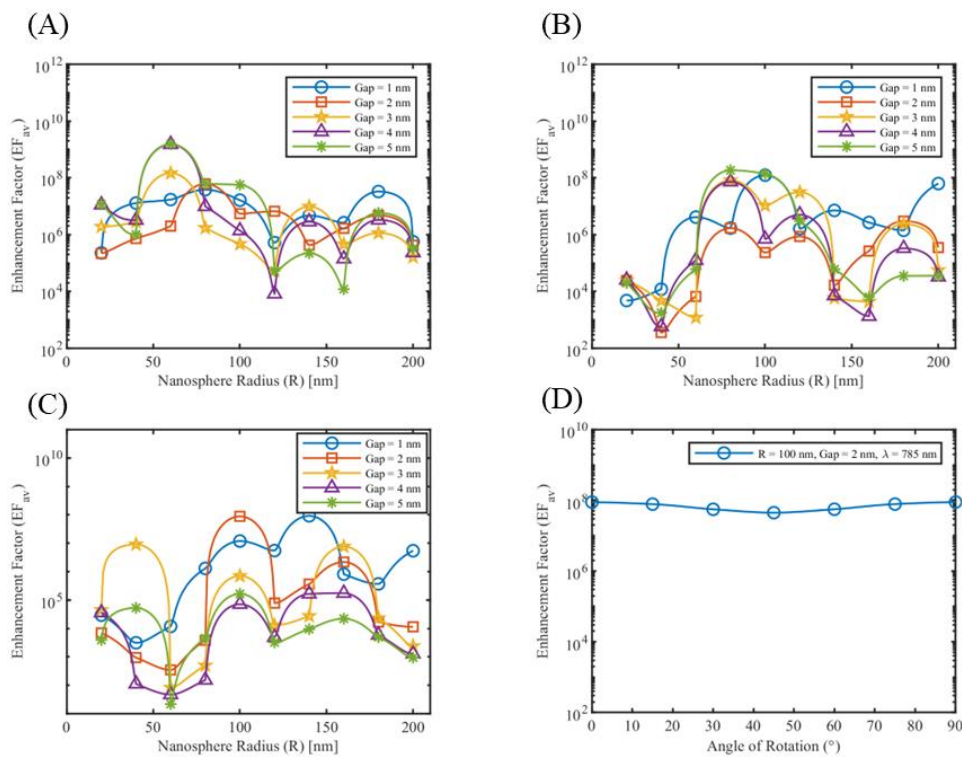 (A)
10^12
10^10
10^8
10^6
10^4
10^2
Enhancement Factor (EF_av)
Gap = 1 nm
Gap = 2 nm
Gap = 3 nm
Gap = 4 nm
Gap = 5 nm
0 50 100 150 200
Nanosphere Radius (R) [nm]
(B)
10^12
10^10
10^8
10^6
10^4
10^2
Enhancement Factor (EF_av)
Gap = 1 nm
Gap = 2 nm
Gap = 3 nm
Gap = 4 nm
Gap = 5 nm
0 50 100 150 200
Nanosphere Radius (R) [nm]
(C)
10^10
10^5
Enhancement Factor (EF_av)
Gap = 1 nm
Gap = 2 nm
Gap = 3 nm
Gap = 4 nm
Gap = 5 nm
0 50 100 150 200
Nanosphere Radius (R) [nm]
(D)
10^10
10^8
10^6
10^4
10^2
Enhancement Factor (EF_av)
R = 100 nm, Gap = 2 nm, λ = 785 nm
0 10 20 30 40 50 60 70 80 90
Angle of Rotation (°)